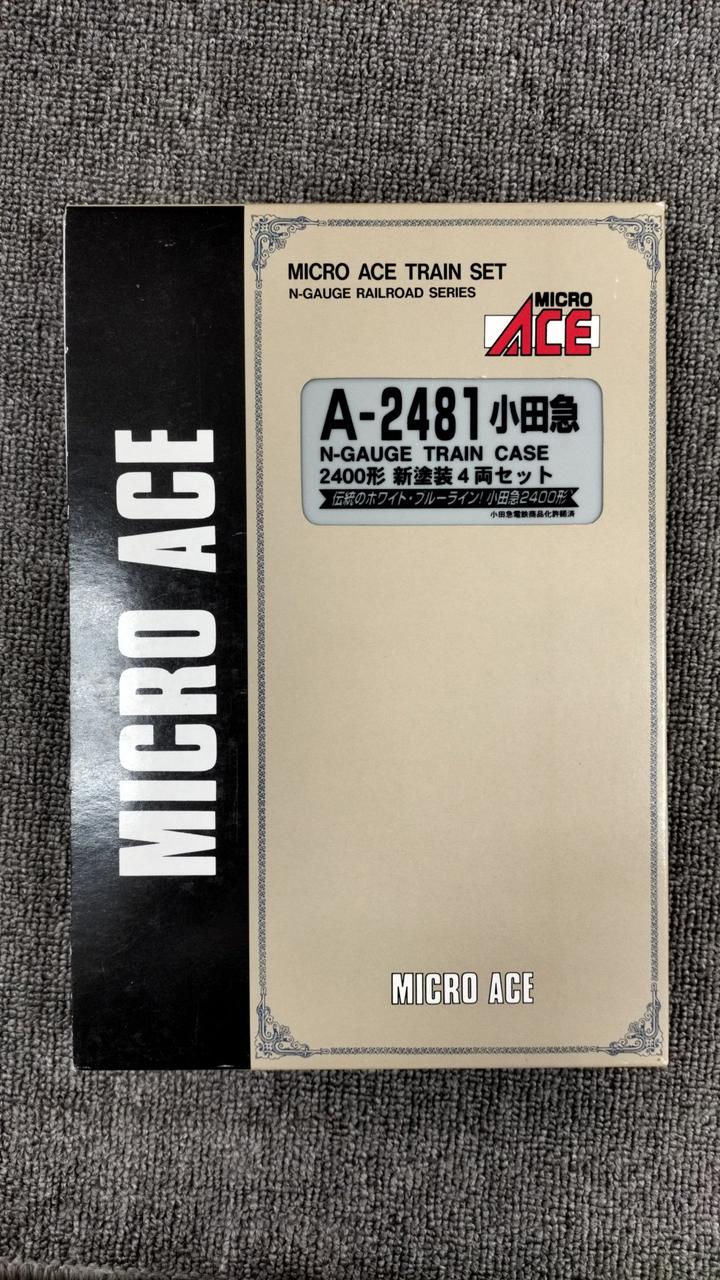 MICRO ACE
MICRO ACE TRAIN SET
N-GAUGE RAILROAD SERIES
MICRO
ACE
A-2481 小田急
N-GAUGE TRAIN CASE
2400形 新塗装4両セット
伝統のホワイト・ブルーライン! 小田急2400形
小田急電鉄商品化許諾済
MICRO ACE